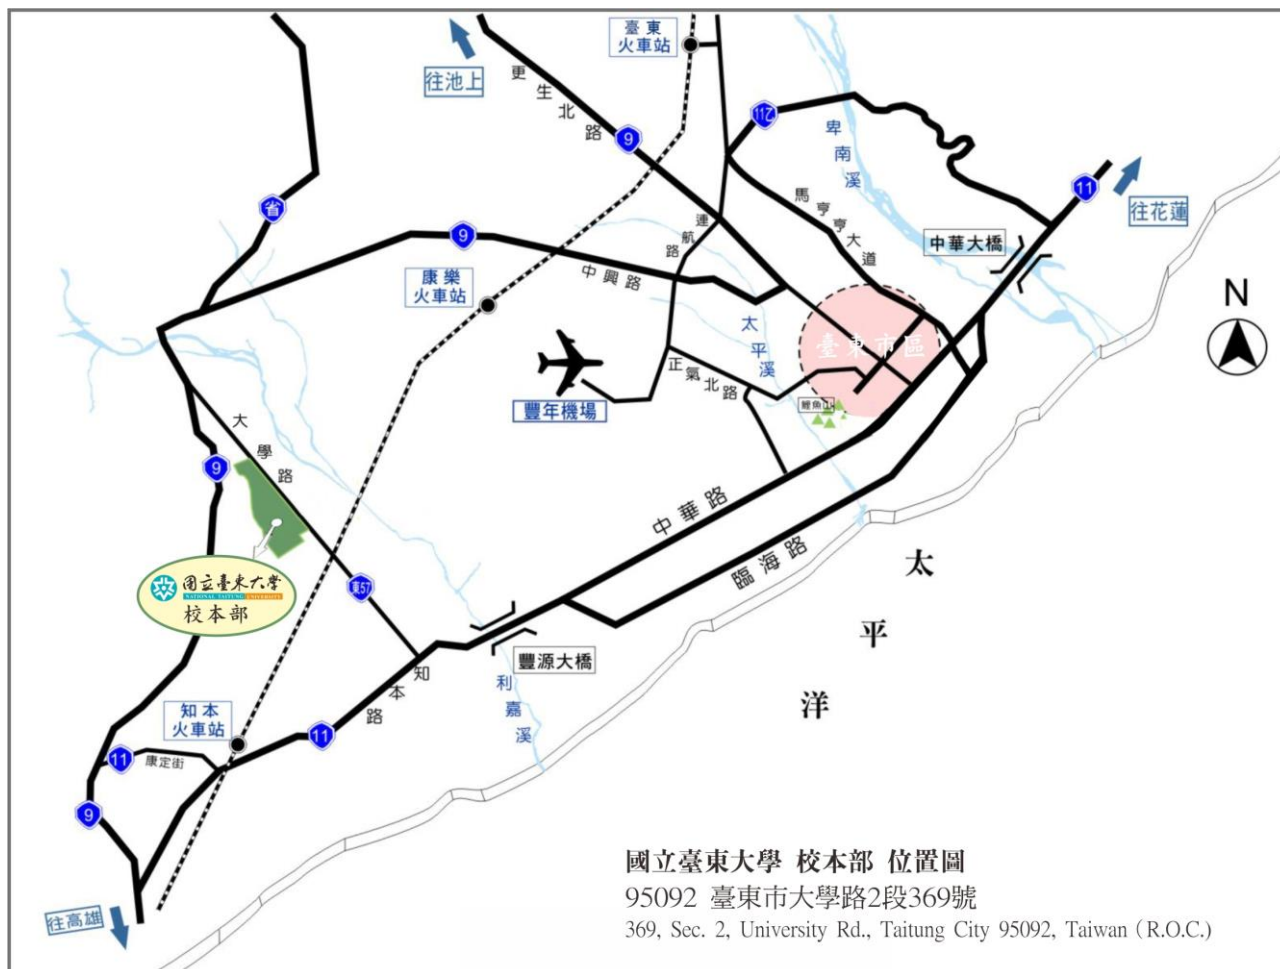 臺東
火車站
往池上
更生北路
9
11乙
卑南溪
11
往花蓮
省
9
連航路
馬亨亨大道
中華大橋
康樂
火車站
中興路
N
太平溪
臺東市區
正氣北路
豐年機場
鯉魚山
大學路
9
中華路
臨海路
太平洋
國立臺東大學
NATIONAL TAITUNG UNIVERSITY
校本部
東57
豐源大橋
知本路
利嘉溪
知本
火車站
11
11
康定街
9
往高雄
國立臺東大學 校本部 位置圖
95092 臺東市大學路2段369號
369, Sec. 2, University Rd., Taitung City 95092, Taiwan (R.O.C.)